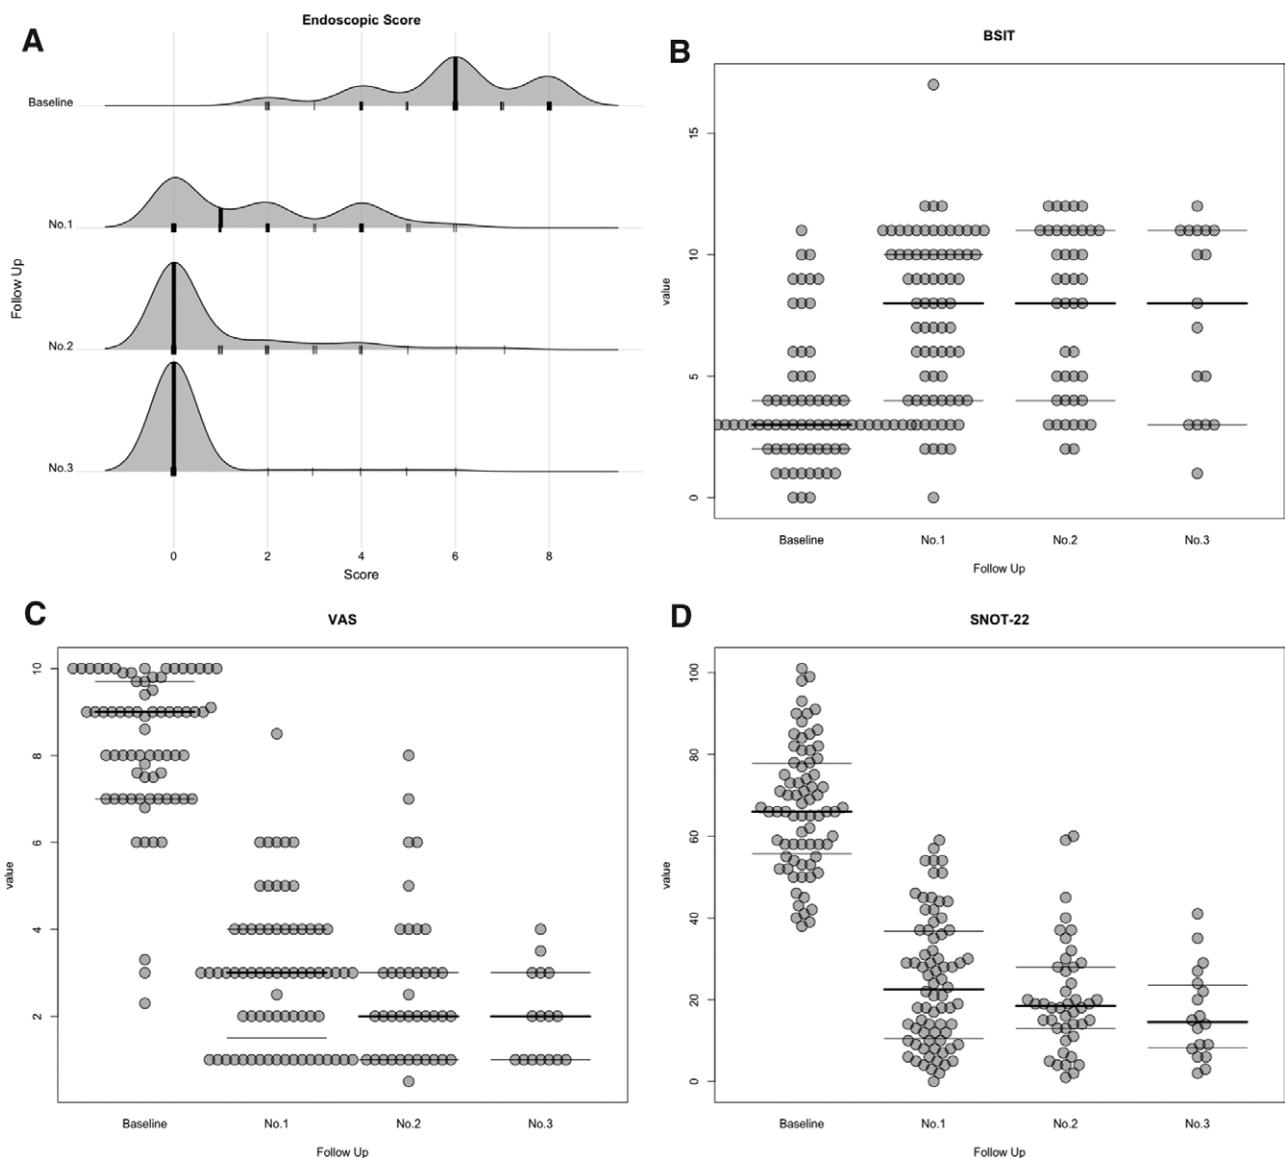 A
Endoscopic Score
Follow Up
Baseline
No.1
No.2
No.3
0 2 4 6 8
Score
B
BSIT
value
15
10
5
0
Baseline No.1 No.2 No.3
Follow Up
C
VAS
value
10
8
6
4
2
Baseline No.1 No.2 No.3
Follow Up
D
SNOT-22
value
100
80
60
40
20
0
Baseline No.1 No.2 No.3
Follow Up